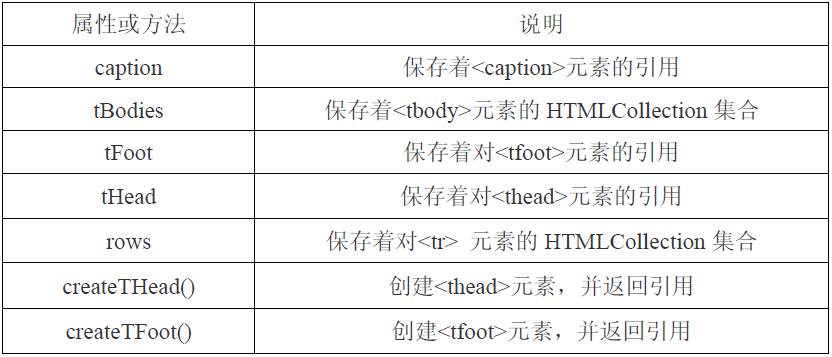 属性或方法 说明
caption 保存着<caption>元素的引用
tBodies 保存着<tbody>元素的 HTMLCollection 集合
tFoot 保存着对<tfoot>元素的引用
tHead 保存着对<thead>元素的引用
rows 保存着对<tr> 元素的 HTMLCollection 集合
createTHead() 创建<thead>元素，并返回引用
createTFoot() 创建<tfoot>元素，并返回引用